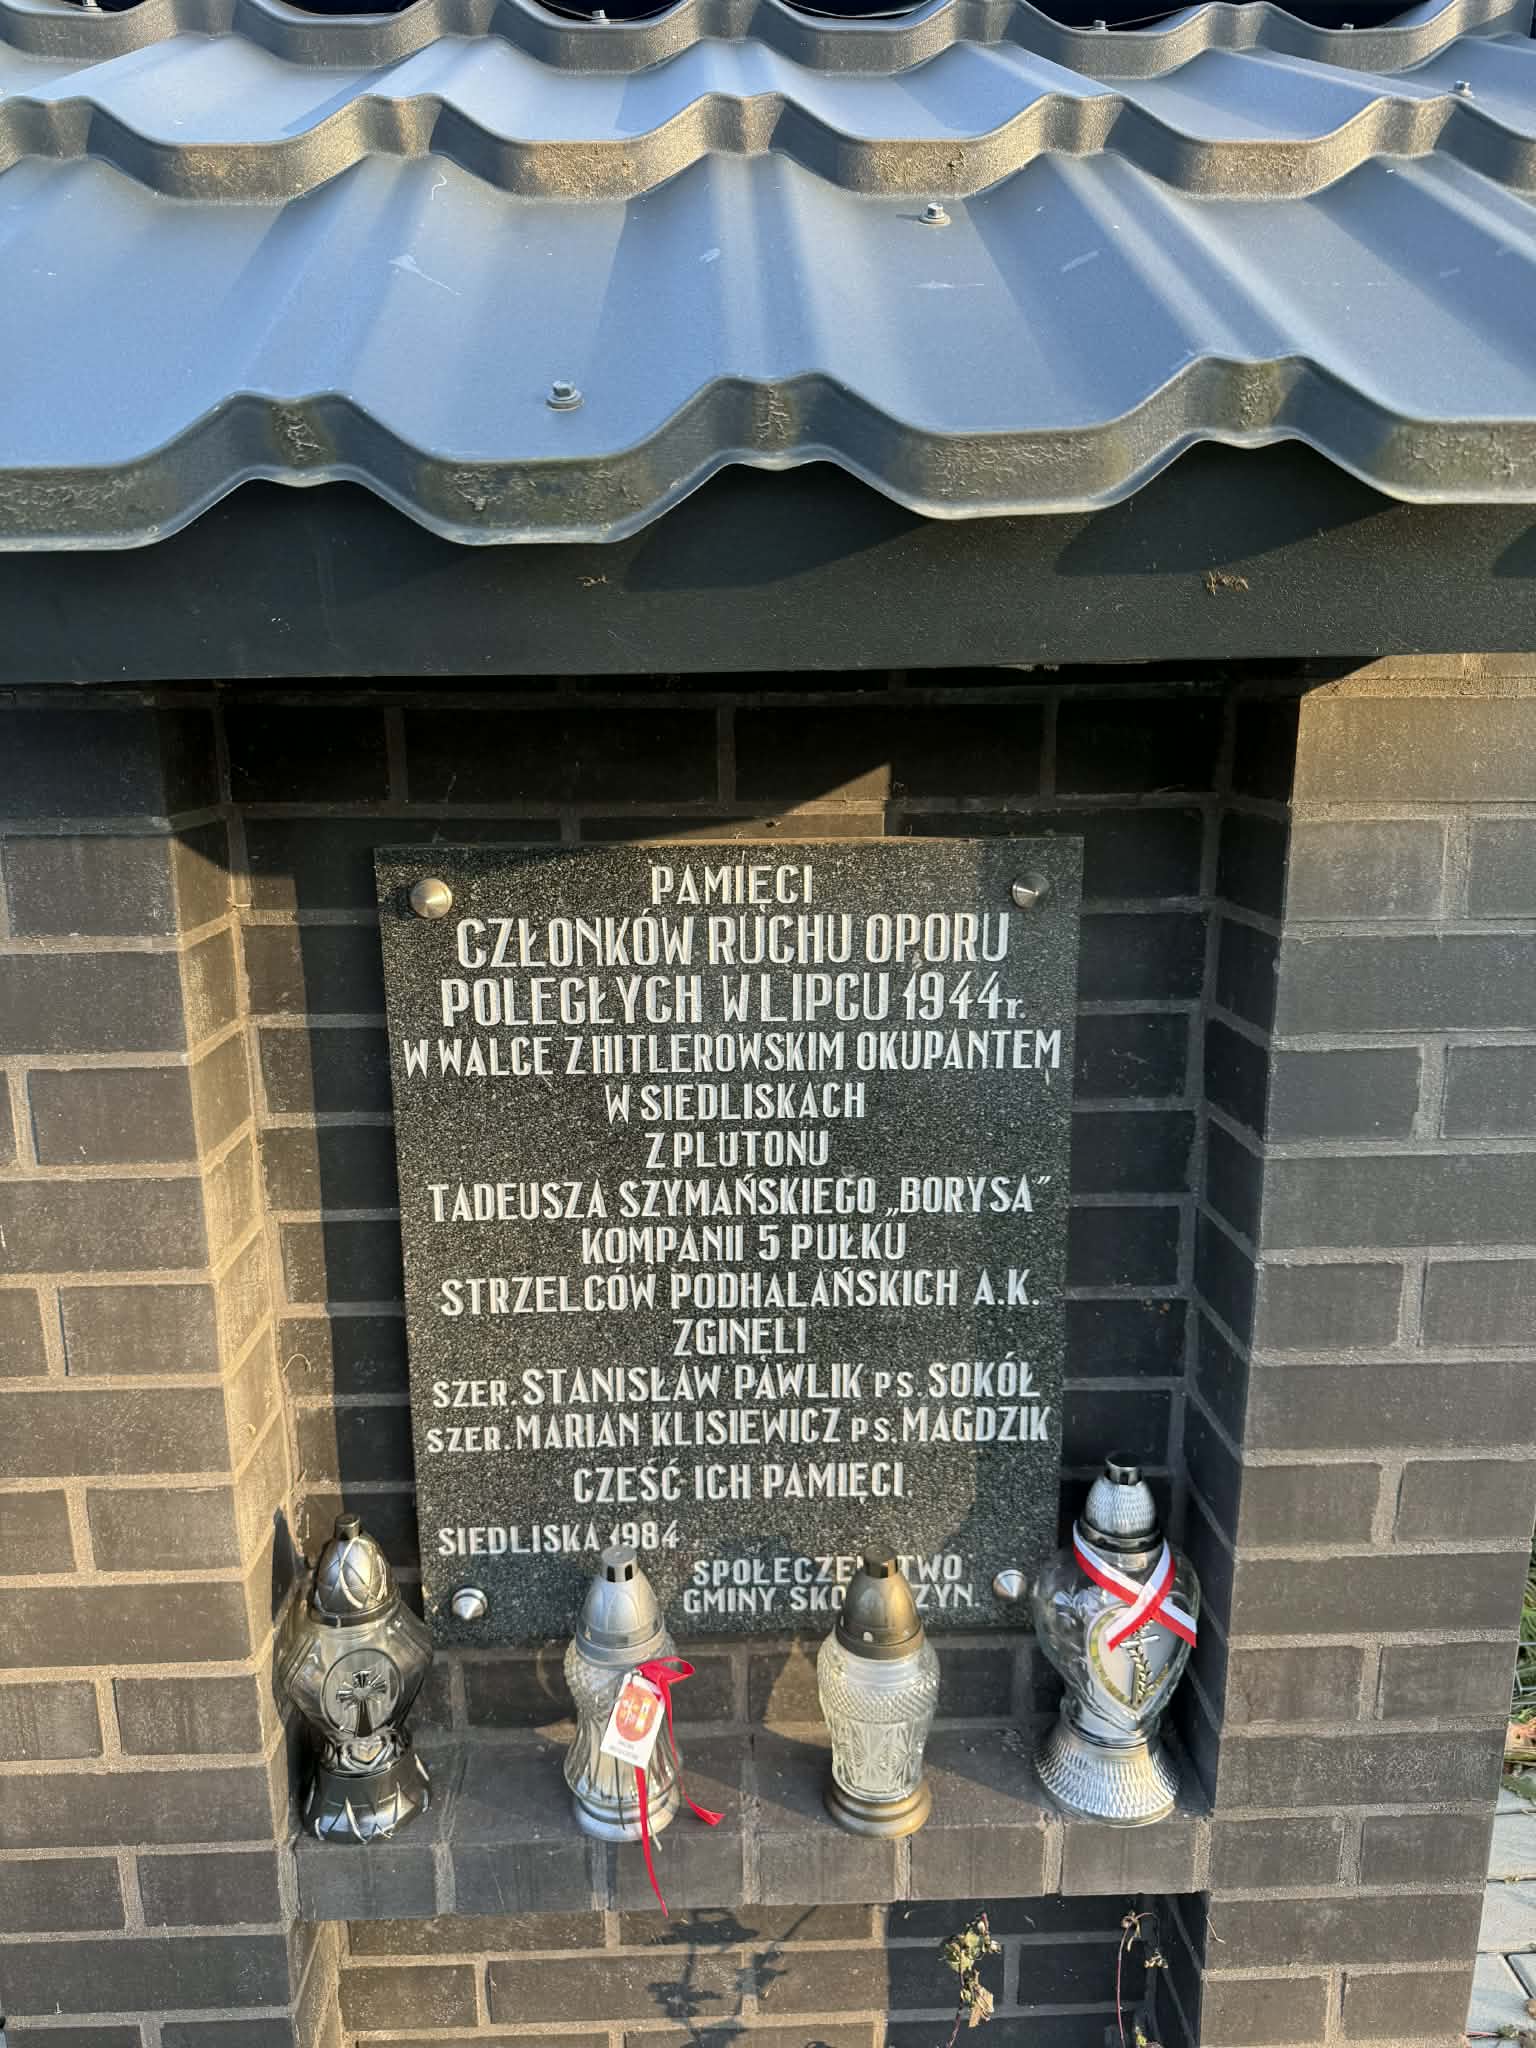 PAMIĘCI
CZŁONKÓW RUCHU OPORU
POLEGŁYCH W LIPCU 1944r.
W WALCE Z HITLEROWSKIM OKUPANTEM
W SIEDLISKACH
Z PLUTONU
TADEUSZA SZYMAŃSKIEGO „BORYSA”
KOMPANII 5 PUŁKU
STRZELCÓW PODHALAŃSKICH A.K.
ZGINĘLI
SZER. STANISŁAW PAWLIK PS. SOKÓŁ
SZER. MARIAN KLISIEWICZ PS. MAGDZIK
CZEŚĆ ICH PAMIĘCI.
SIEDLISKA 1984
GMINY